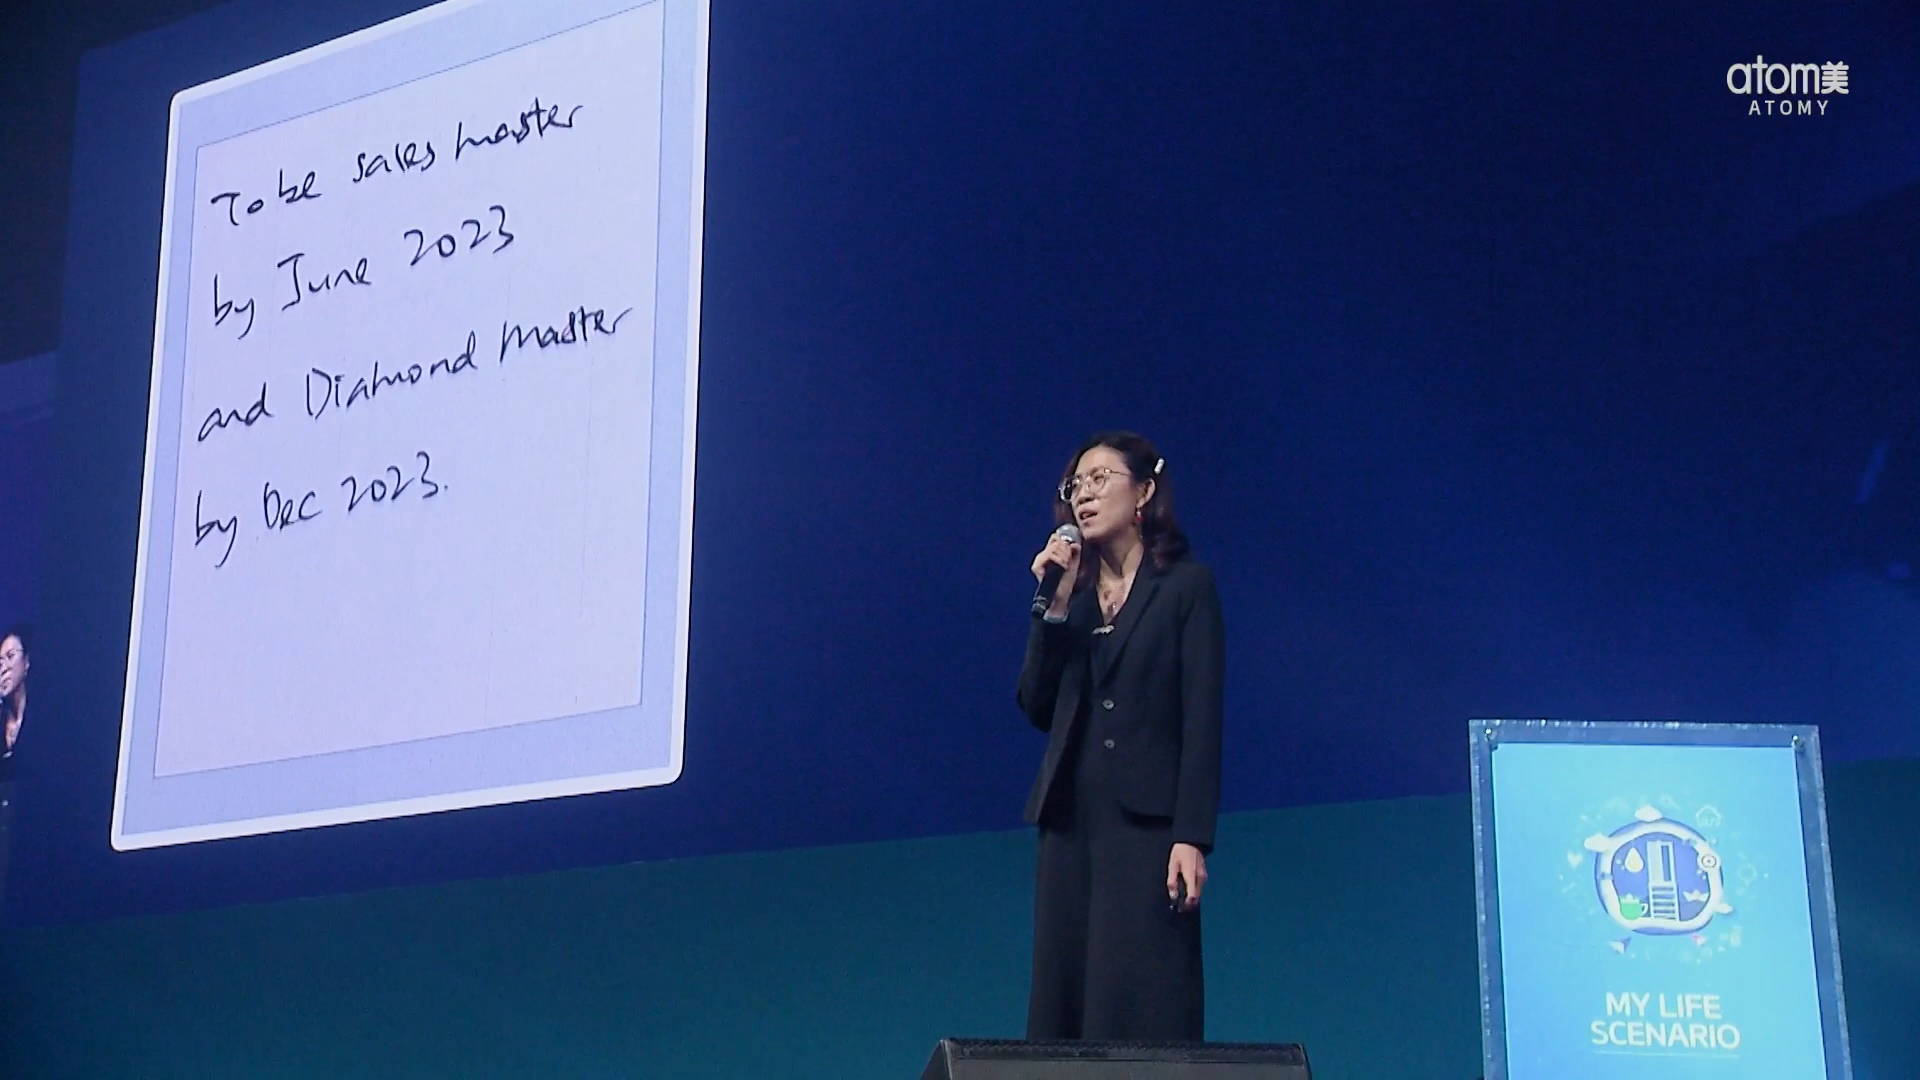 To be sales master
by June 2023
and Diamond Master
by Dec 2023.
atom美
ATOMY
MY LIFE
SCENARIO